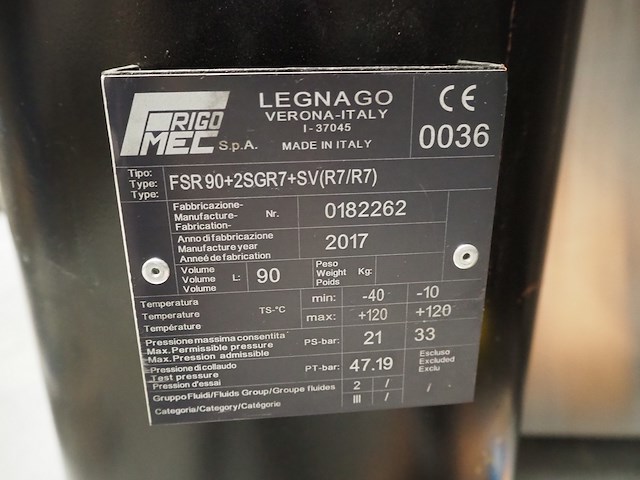 FRIGO
MEC S.p.A.
LEGNAGO
VERONA-ITALY
I - 37045
MADE IN ITALY
CE
0036
Tipo:
Type:
Type:
FSR 90+2SGR7+SV(R7/R7)
Fabbricazione-
Manufacture-
Fabrication-
Nr.
0182262
Anno di fabbricazione
Manufacture year
Anneé de fabrication
2017
Volume
Volume
Volume
L:
90
Peso
Weight
Poids
Kg:
Temperatura
Temperature
Température
TS-°C
min: -40 -10
max: +120 +120
Pressione massima consentita
Max. Permissible pressure
Max. Pression admissible
PS-bar: 21 33
Pressione di collaudo
Test pressure
Pression d'essai
PT-bar: 47.19
Escluso
Excluded
Exclu
Gruppo Fluidi/Fluids Group/Groupe fluides 2 / /
Categoria/Category/Catégorie III /